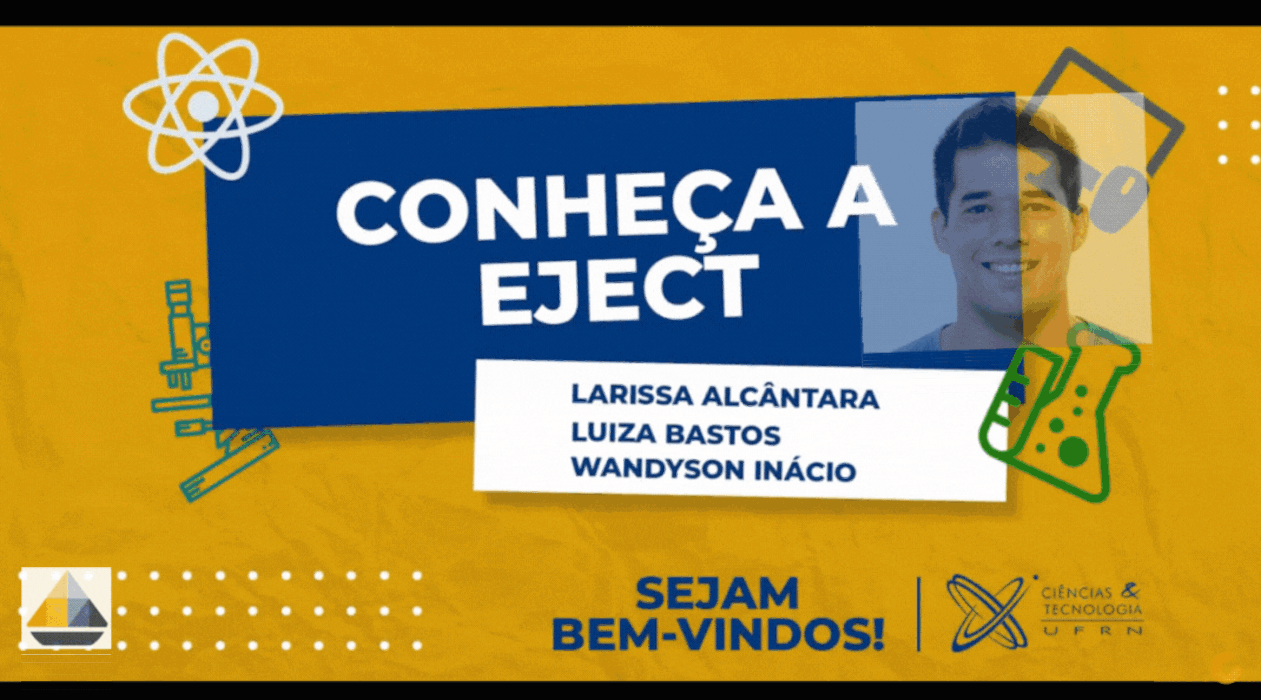 CONHEÇA A
EJECT
LARISSA ALCÂNTARA
LUIZA BASTOS
WANDYSON INÁCIO
SEJAM
BEM-VINDOS!
CIÊNCIAS &
TECNOLOGIA
UFRN